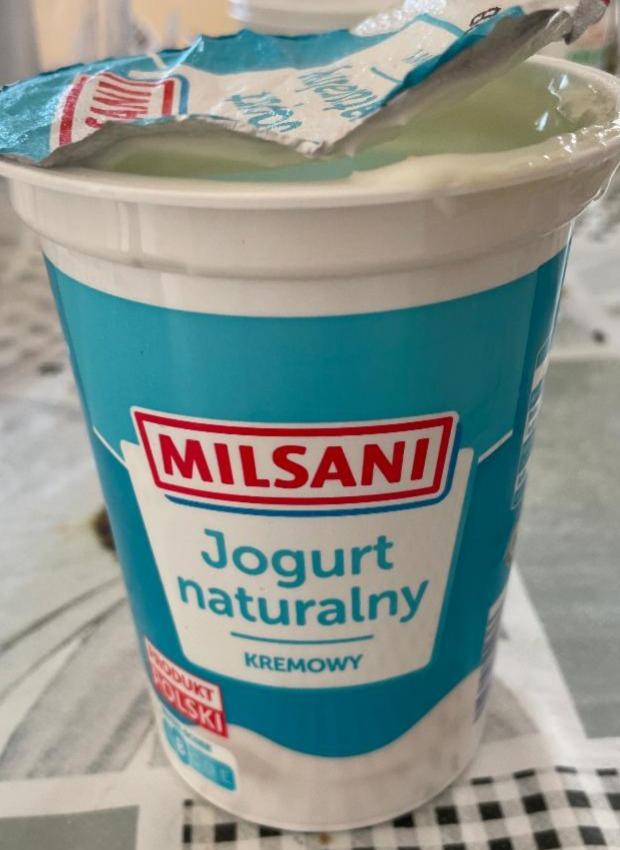 MILSANI
Jogurt
naturalny
KREMOWY
PRODUKT
POLSKI